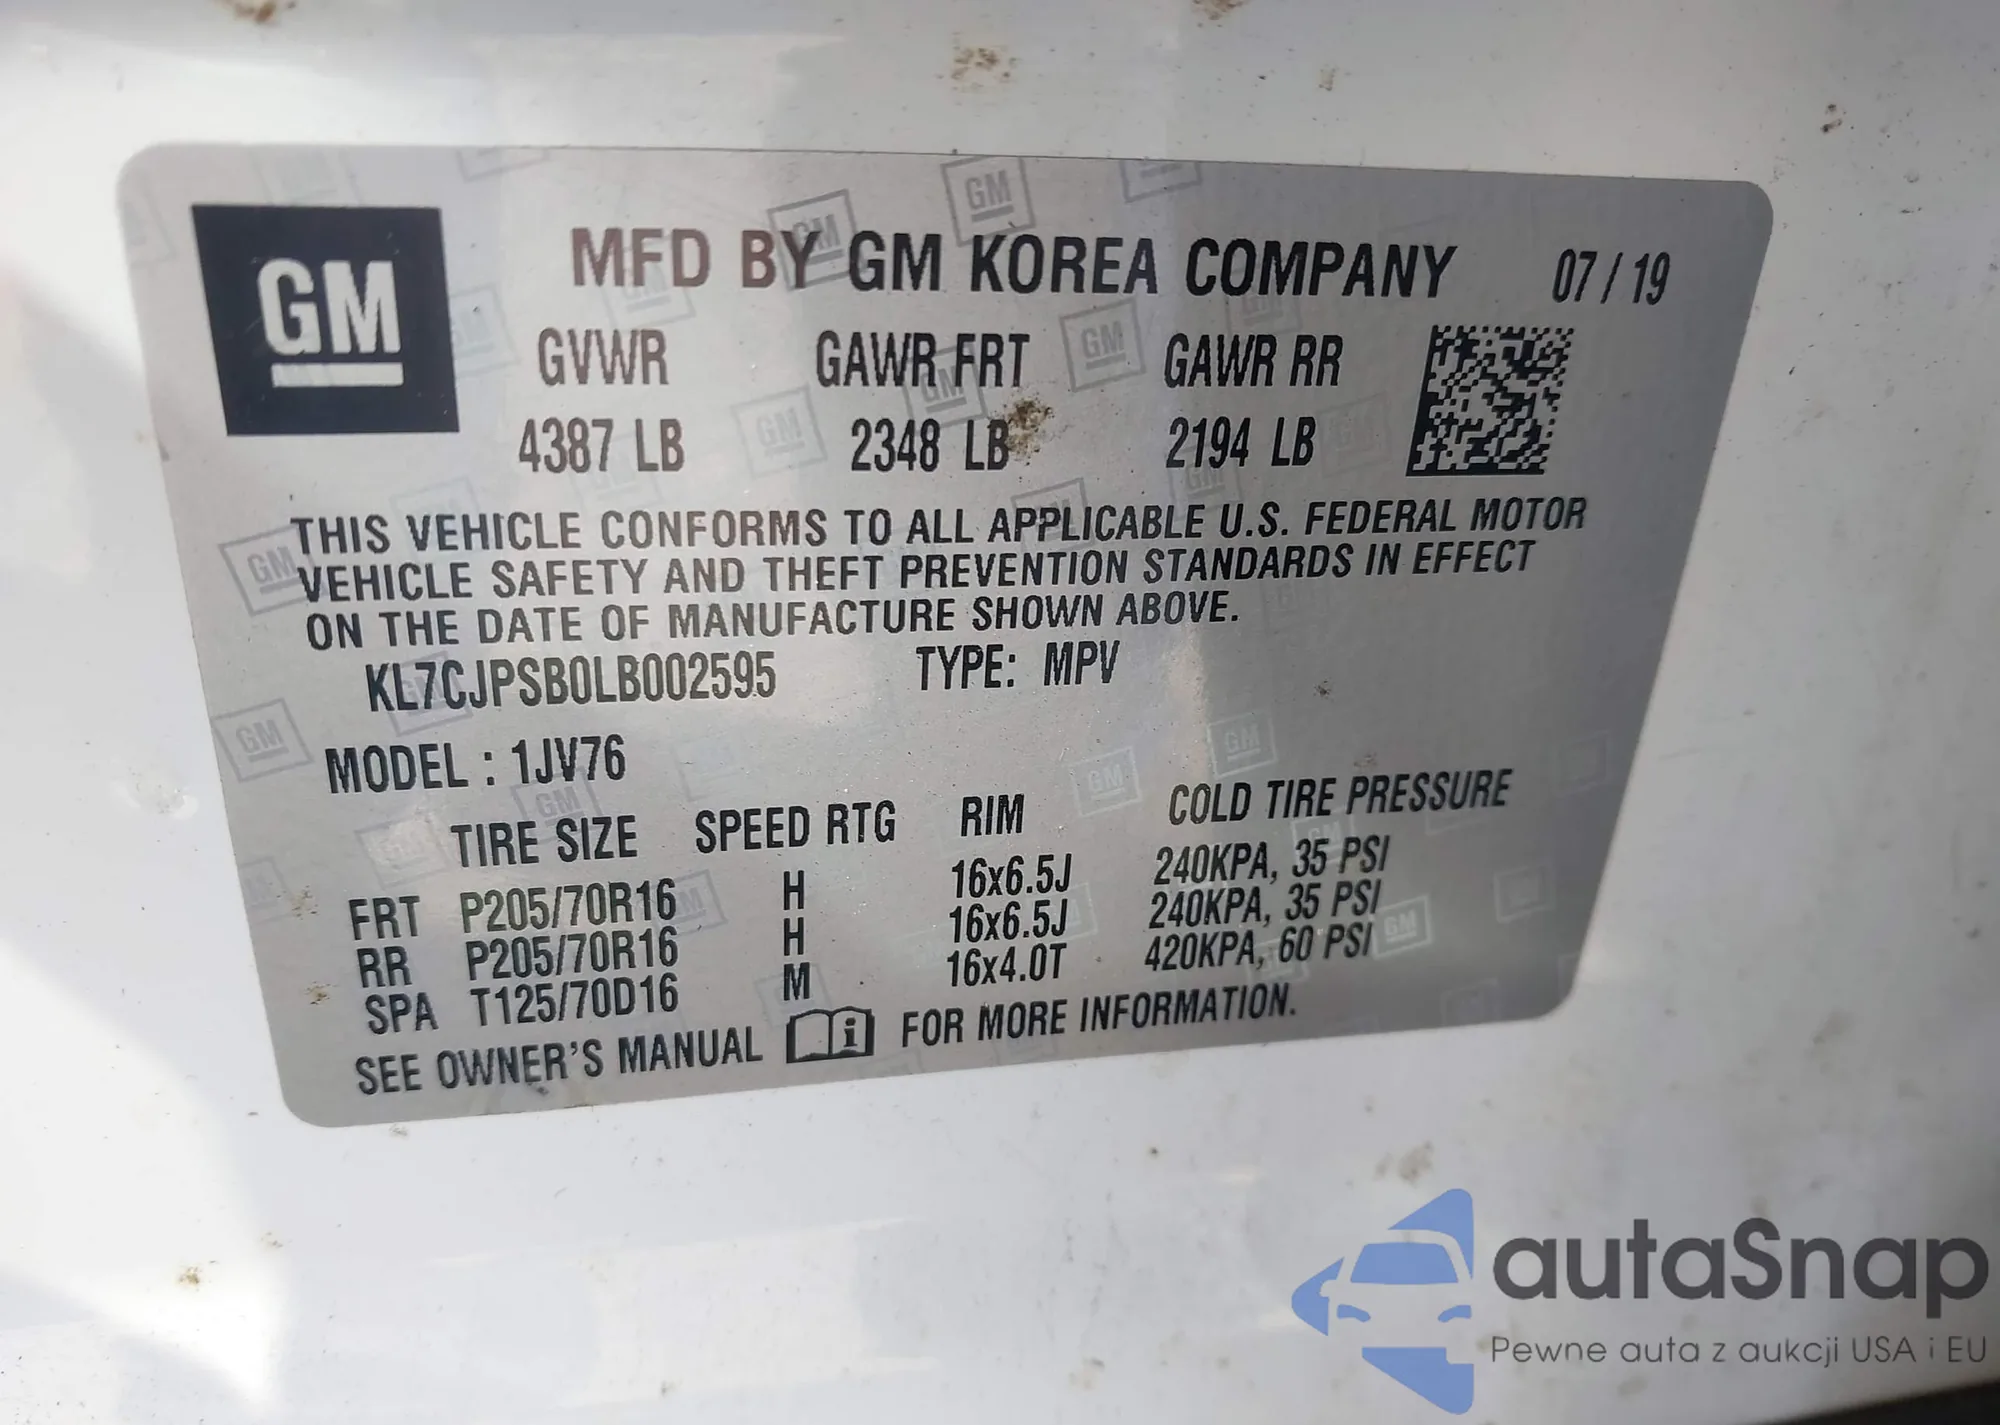 GM
MFD BY GM KOREA COMPANY 07 / 19
GVWR GAWR FRT GAWR RR
4387 LB 2348 LB 2194 LB
THIS VEHICLE CONFORMS TO ALL APPLICABLE U.S. FEDERAL MOTOR
VEHICLE SAFETY AND THEFT PREVENTION STANDARDS IN EFFECT
ON THE DATE OF MANUFACTURE SHOWN ABOVE.
KL7CJPSB0LB002595 TYPE: MPV
MODEL : 1JV76
TIRE SIZE SPEED RTG RIM COLD TIRE PRESSURE
FRT P205/70R16 H 16x6.5J 240KPA, 35 PSI
RR P205/70R16 H 16x6.5J 240KPA, 35 PSI
SPA T125/70D16 M 16x4.0T 420KPA, 60 PSI
SEE OWNER'S MANUAL i FOR MORE INFORMATION.
autaSnap
Pewne auta z aukcji USA i EU